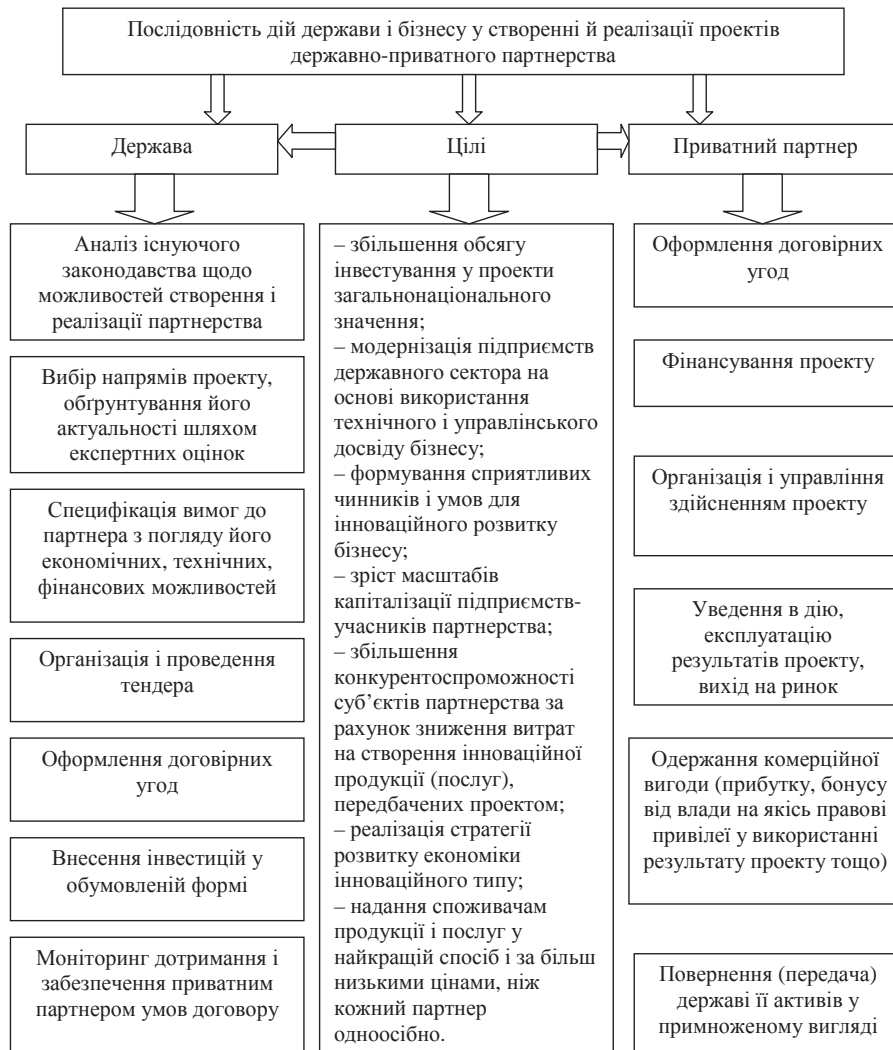 Послідовність дій держави і бізнесу у створенні й реалізації проектів
державно-приватного партнерства
Держава
Цілі
Приватний партнер
Аналіз існуючого
законодавства щодо
можливостей створення і
реалізації партнерства
Вибір напрямів проекту,
обґрунтування його
актуальності шляхом
експертних оцінок
Специфікація вимог до
партнера з погляду його
економічних, технічних,
фінансових можливостей
Організація і проведення
тендера
Оформлення договірних
угод
Внесення інвестицій у
обумовленій формі
Моніторинг дотримання і
забезпечення приватним
партнером умов договору
– збільшення обсягу
інвестування у проекти
загальнонаціонального
значення;
– модернізація підприємств
державного сектора на
основі використання
технічного і управлінського
досвіду бізнесу;
– формування сприятливих
чинників і умов для
інноваційного розвитку
бізнесу;
– зріст масштабів
капіталізації підприємств-
учасників партнерства;
– збільшення
конкурентоспроможності
суб’єктів партнерства за
рахунок зниження витрат
на створення інноваційної
продукції (послуг),
передбачених проектом;
– реалізація стратегії
розвитку економіки
інноваційного типу;
– надання споживачам
продукції і послуг у
найкращій спосіб і за більш
низькими цінами, ніж
кожний партнер
одноосібно.
Оформлення договірних
угод
Фінансування проекту
Організація і управління
здійсненням проекту
Уведення в дію,
експлуатацію
результатів проекту,
вихід на ринок
Одержання комерційної
вигоди (прибутку, бонусу
від влади на якісь правові
привілеї у використанні
результату проекту тощо)
Повернення (передача)
державі її активів у
примноженому вигляді